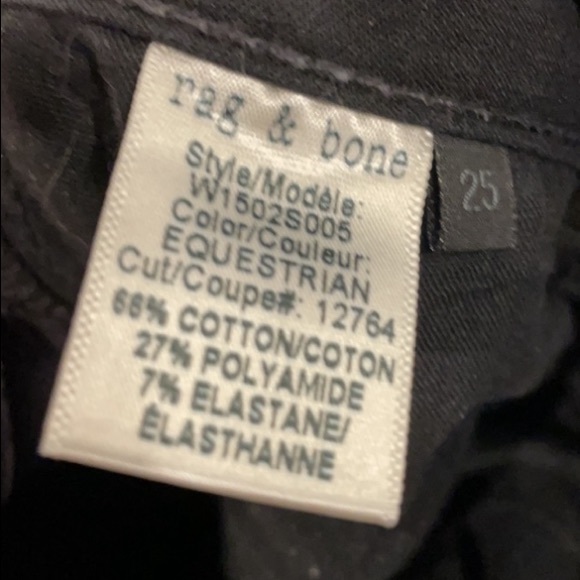 rag & bone
Style/Modèle:
W1502S005
Color/Couleur:
EQUESTRIAN
Cut/Coupe#: 12764
66% COTTON/COTON
27% POLYAMIDE
7% ELASTANE/
ÉLASTHANNE
25